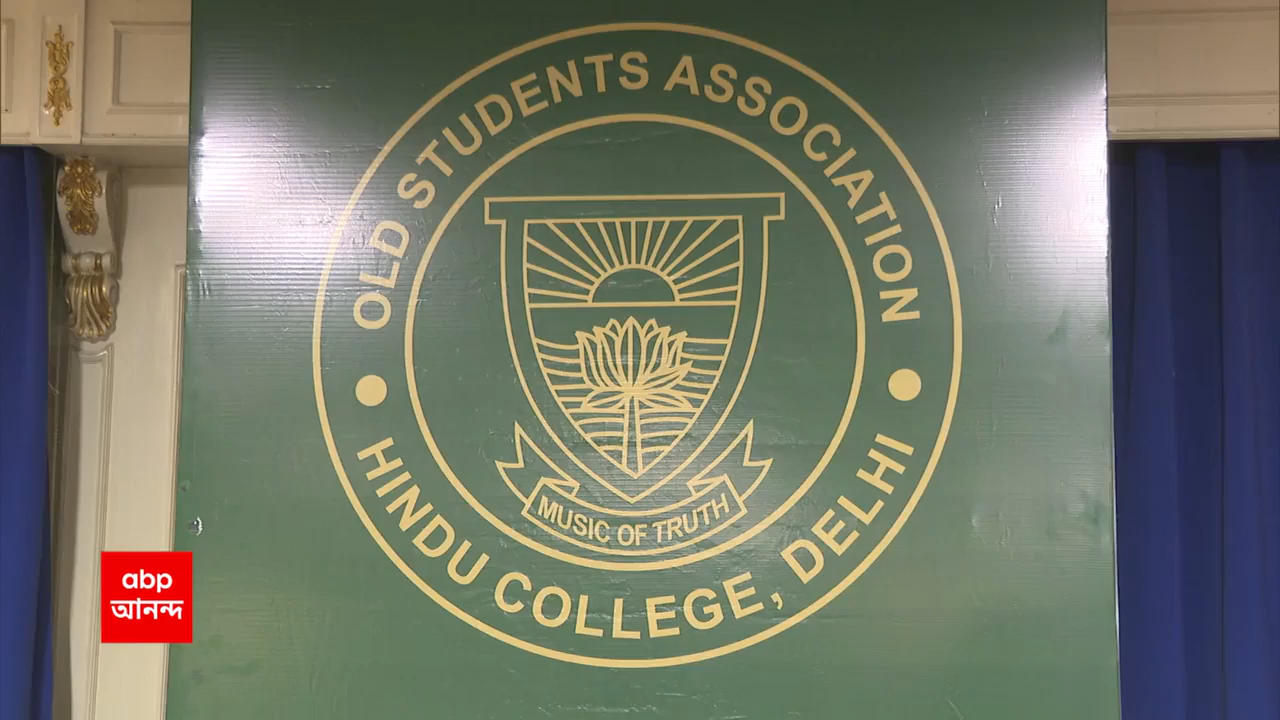 OLD STUDENTS ASSOCIATION
MUSIC OF TRUTH
HINDU COLLEGE, DELHI
abp
আনন্দ